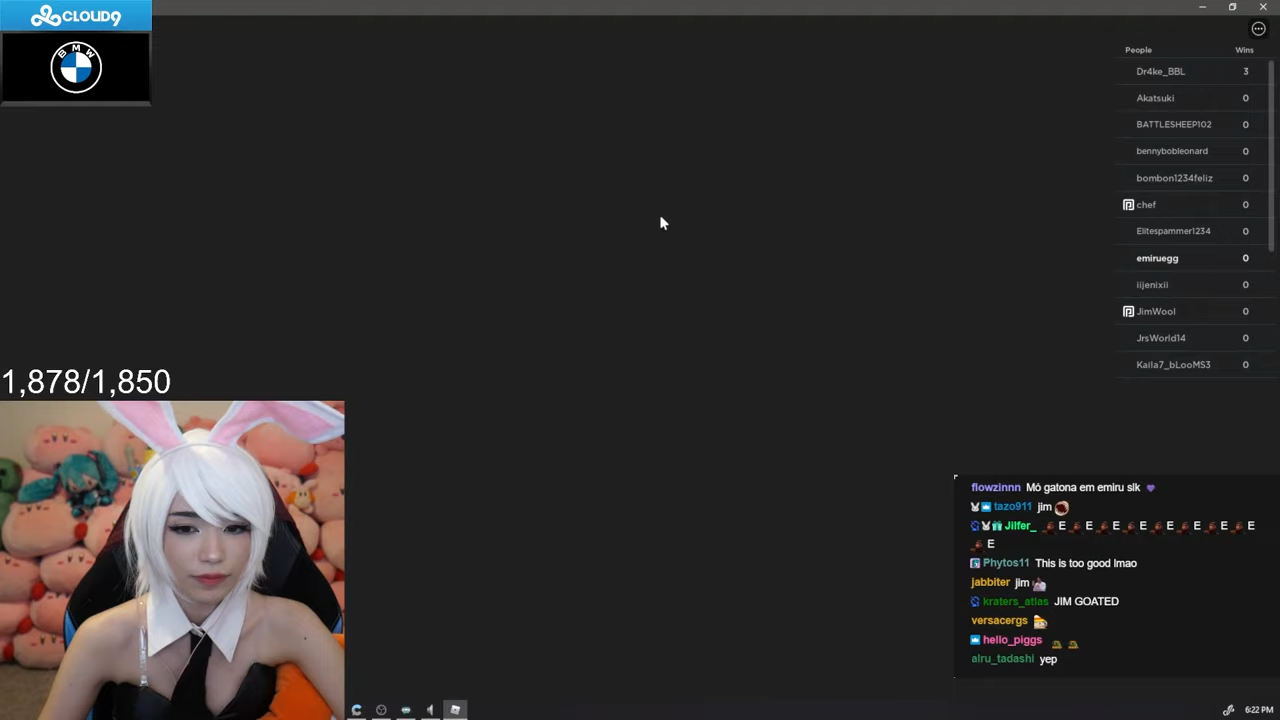 CLOUD9
BMW
People Wins
Dr4ke_BBL 3
Akatsuki 0
BATTLESHEEP102 0
bennybobleonard 0
bombon1234feliz 0
chef 0
Elitespammer1234 0
emiruegg 0
iijenixii 0
JimWool 0
JrsWorld14 0
Kaila7_bLooMS3 0
1,878/1,850
flowzinnn Mó gatona em emiru slk
tazo911 jim
Jilfer_ E E E E E E E E
E
Phytos11 This is too good lmao
jabbiter jim
kraters_atlas JIM GOATED
versacergs
hello_piggs
alru_tadashi yep
6:22 PM